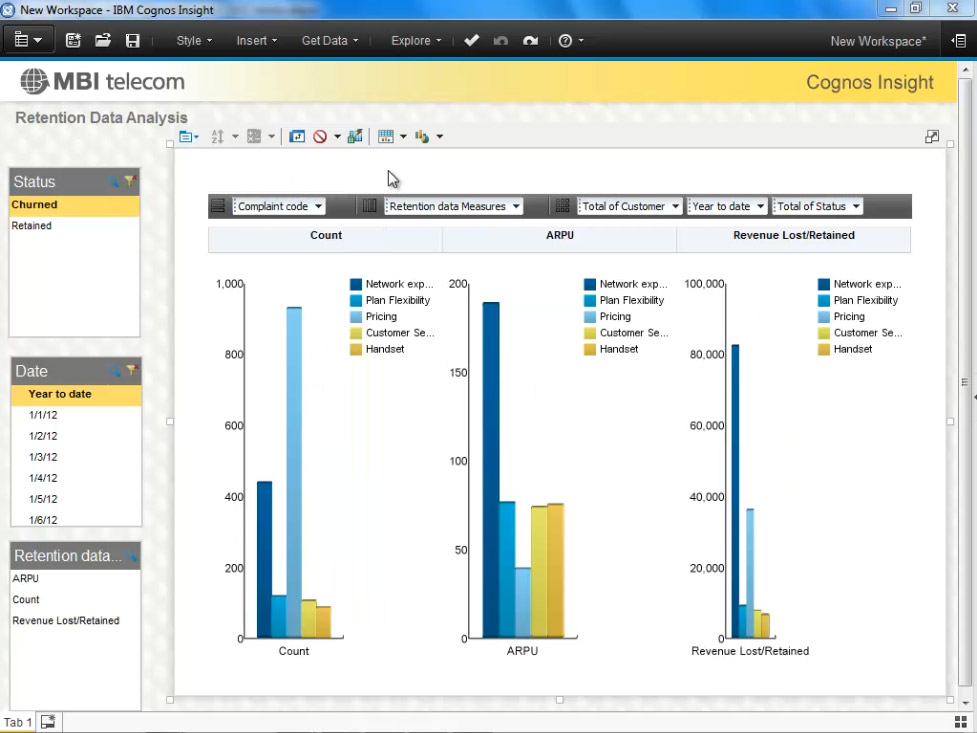 New Workspace - IBM Cognos Insight
Style Insert Get Data Explore New Workspace*
MBI telecom Cognos Insight
Retention Data Analysis
Status
Churned
Retained
Date
Year to date
1/1/12
1/2/12
1/3/12
1/4/12
1/5/12
1/6/12
Retention data...
ARPU
Count
Revenue Lost/Retained
Complaint code Retention data Measures Total of Customer Year to date Total of Status
Count ARPU Revenue Lost/Retained
1,000
800
600
400
200
0
Network exp...
Plan Flexibility
Pricing
Customer Se...
Handset
Count
200
150
100
50
0
Network exp...
Plan Flexibility
Pricing
Customer Se...
Handset
ARPU
100,000
80,000
60,000
40,000
20,000
0
Network exp...
Plan Flexibility
Pricing
Customer Se...
Handset
Revenue Lost/Retained
Tab 1